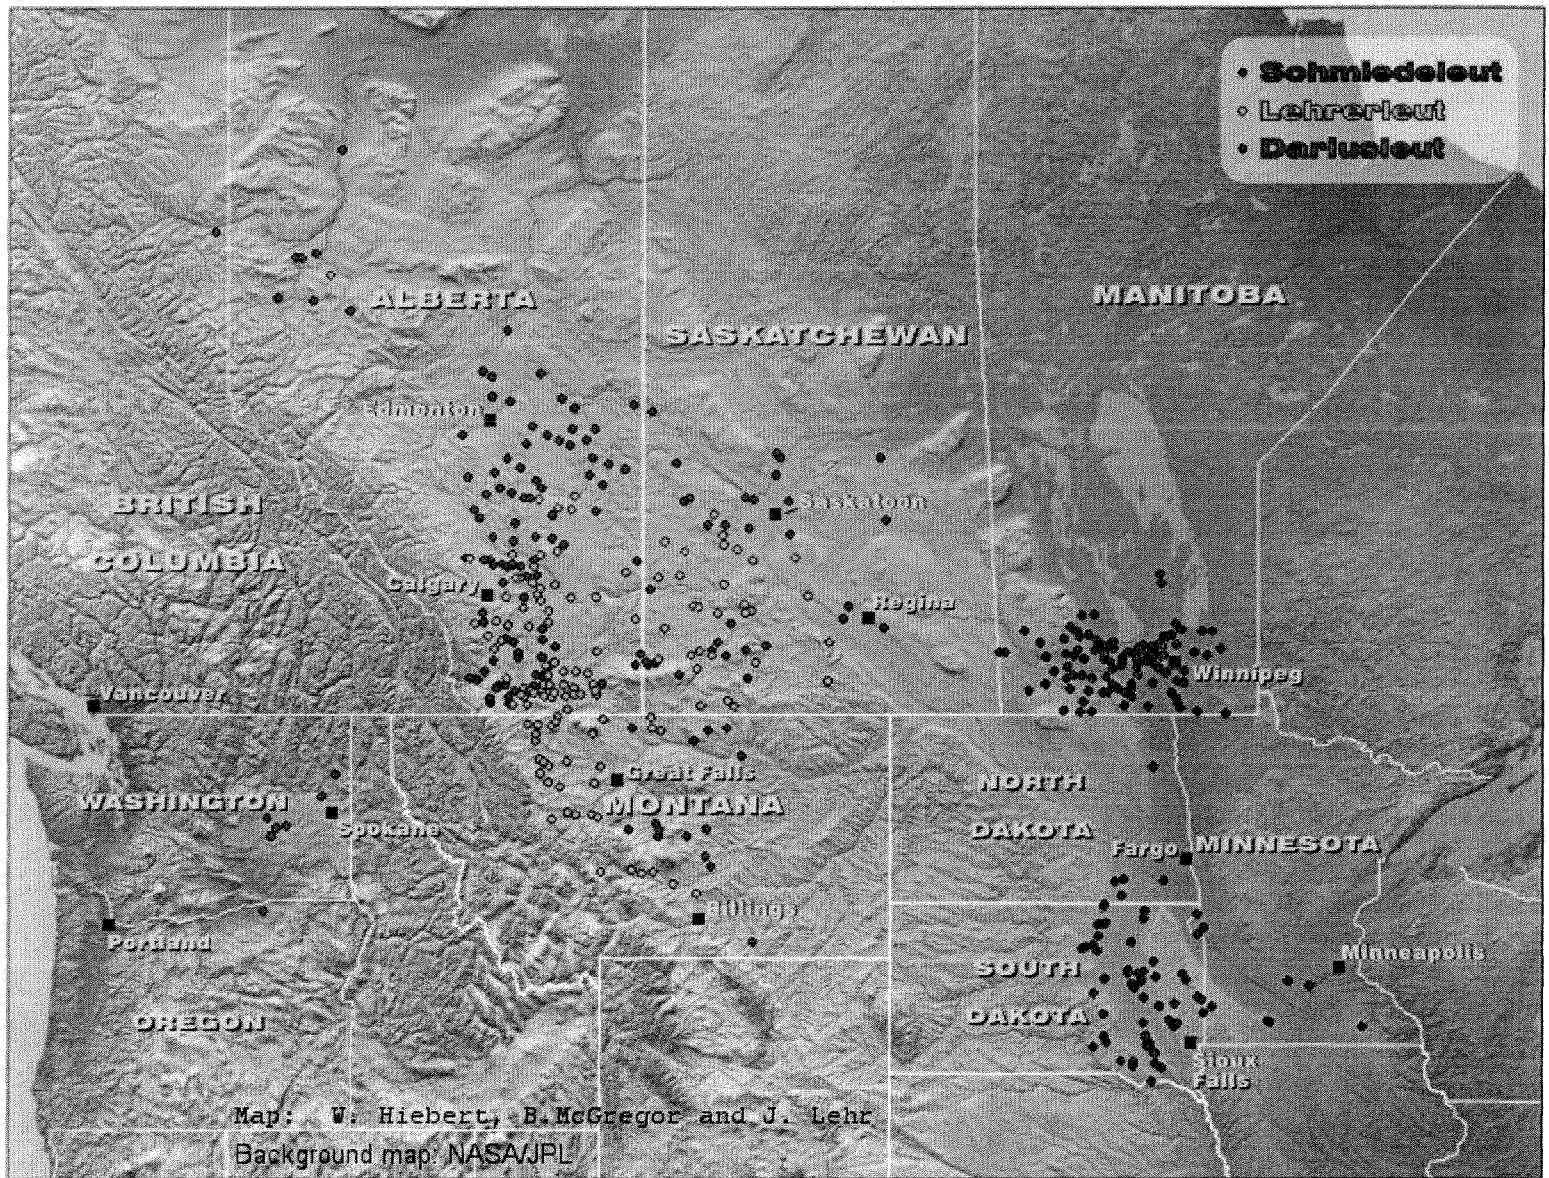 Schmiedeleut
Lehrerleut
Dariusleut
ALBERTA
MANITOBA
SASKATCHEWAN
Edmonton
BRITISH
COLUMBIA
Saskatoon
Calgary
Regina
Vancouver
Winnipeg
Great Falls
NORTH
DAKOTA
WASHINGTON
MONTANA
Spokane
Fargo
MINNESOTA
Billings
Portland
Minneapolis
SOUTH
DAKOTA
OREGON
Sioux
Falls
Map: W. Hiebert, B.McGregor and J. Lehr
Background map: NASA/JPL